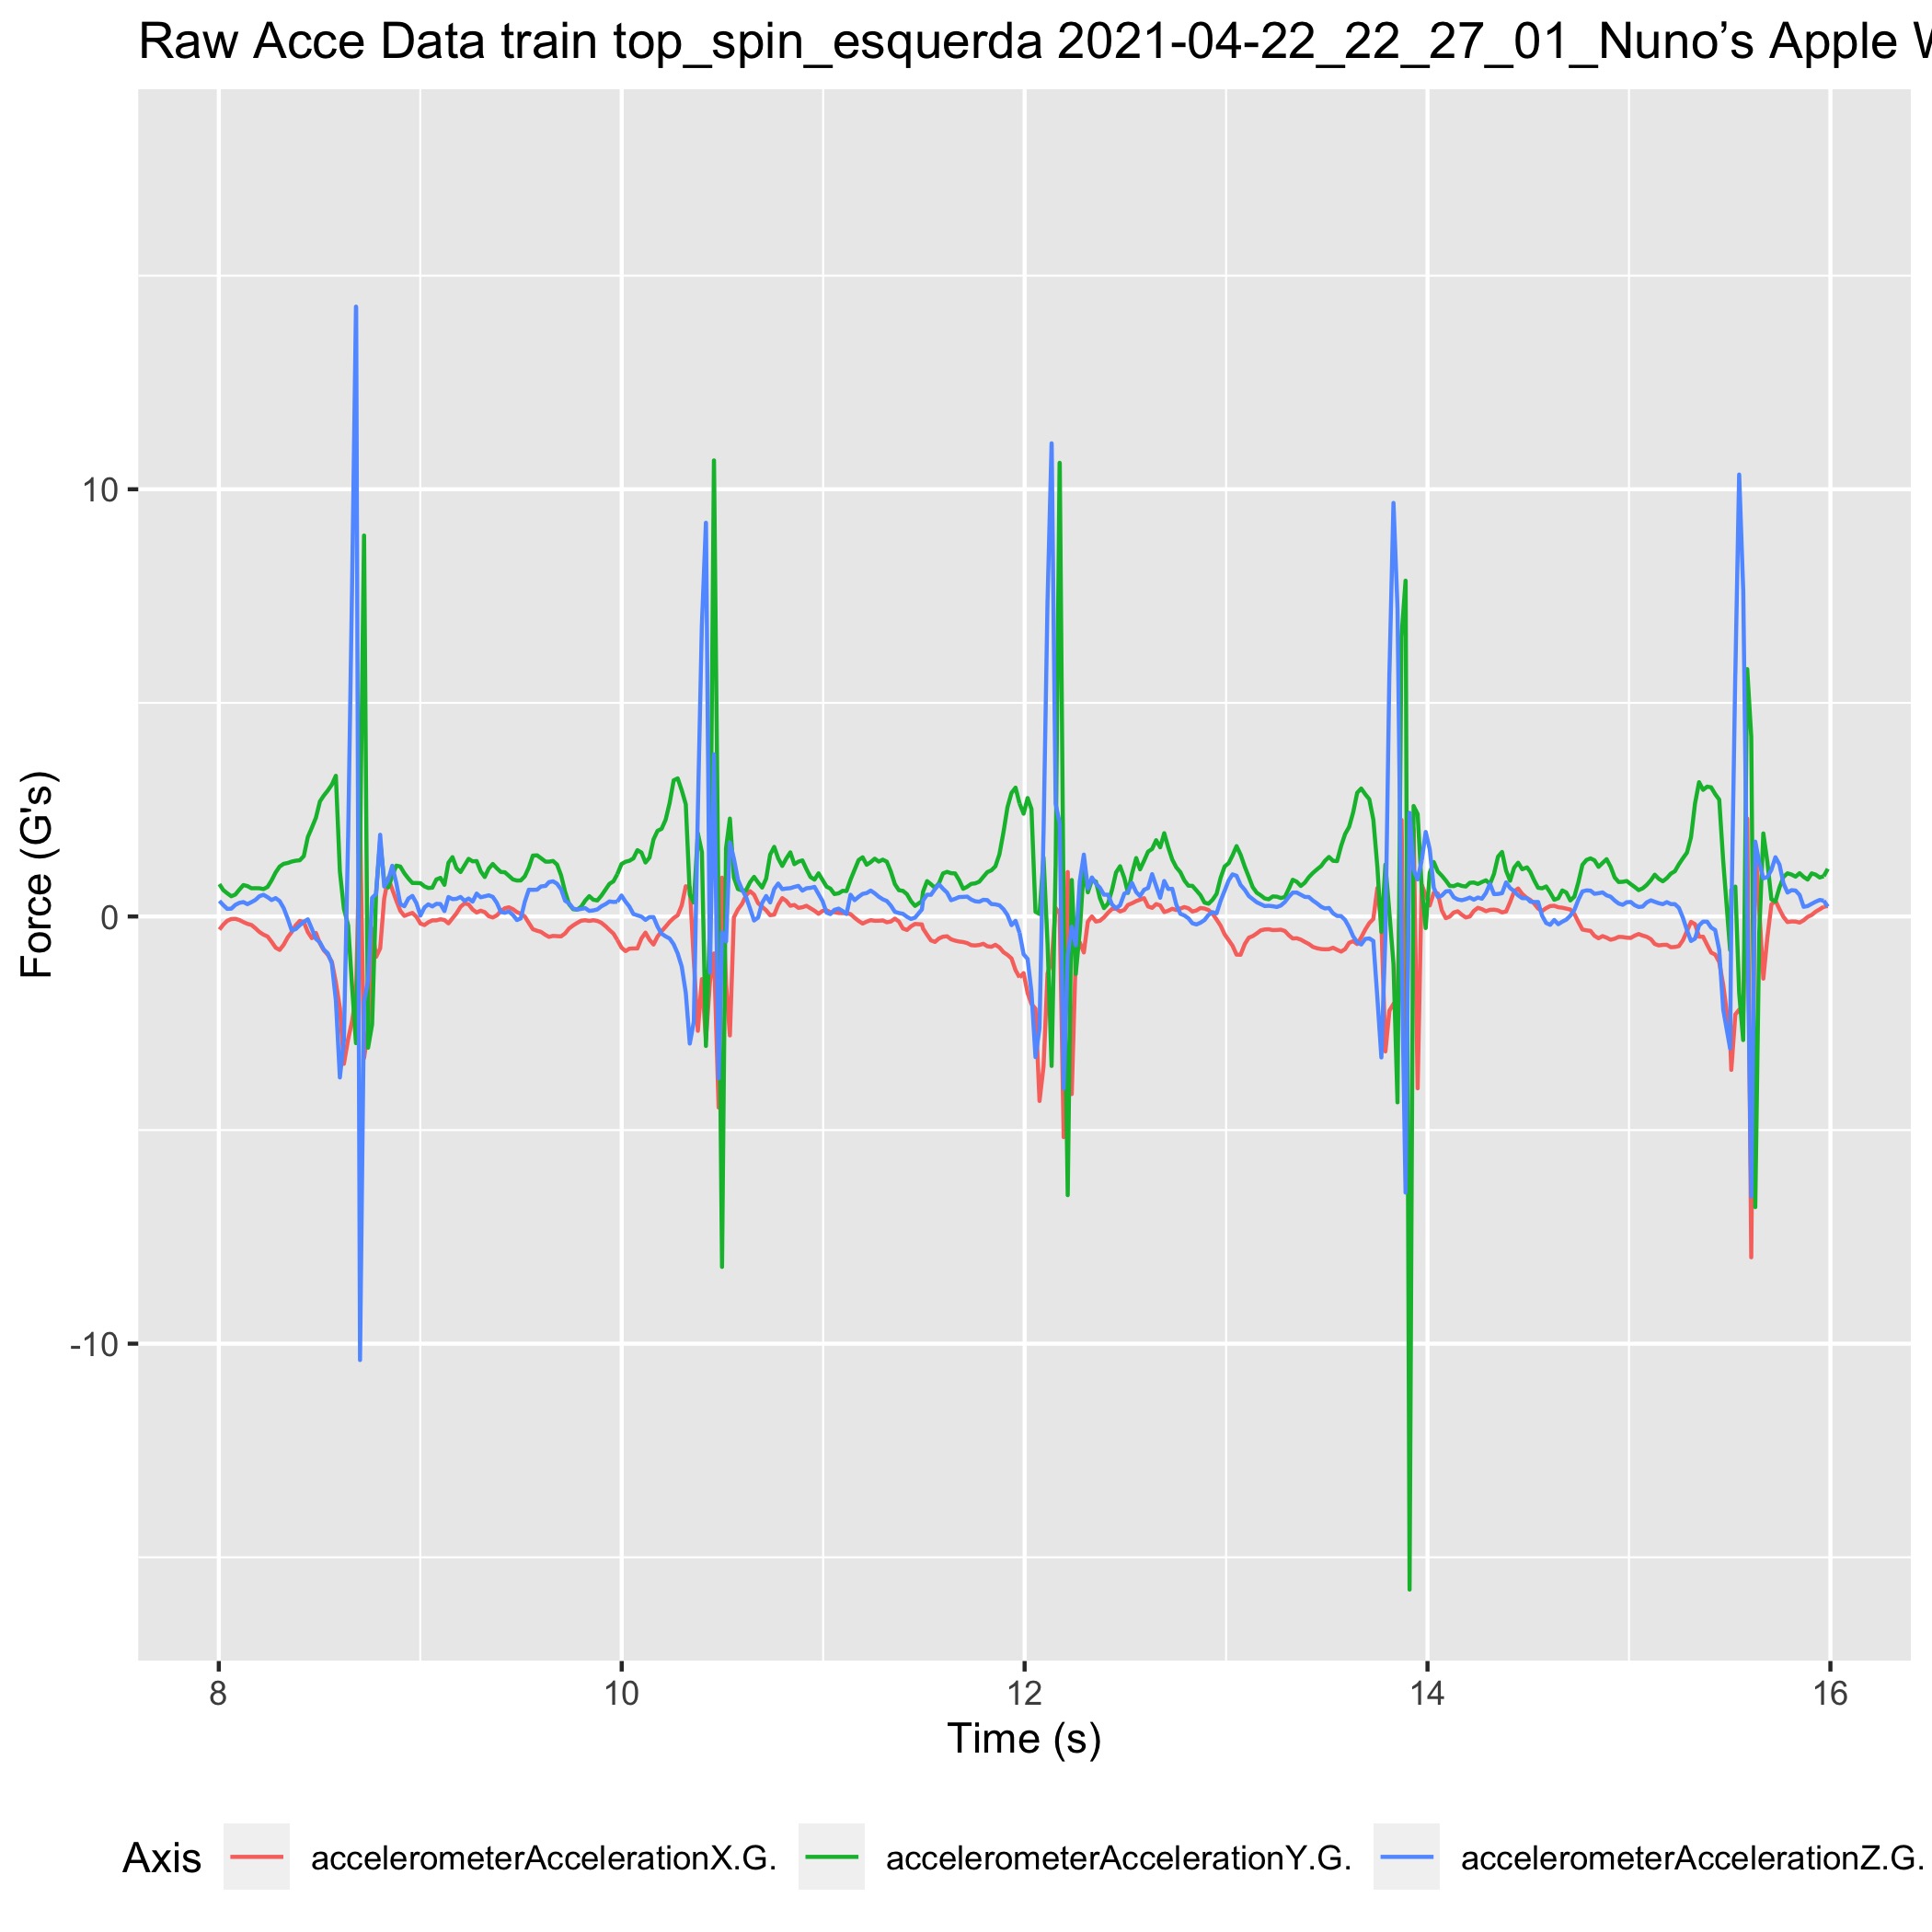 Raw Acce Data train top_spin_esquerda 2021-04-22_22_27_01_Nuno’s Apple
Force (G's)
10
0
-10
8 10 12 14 16
Time (s)
Axis accelerometerAccelerationX.G. accelerometerAccelerationY.G. accelerometerAccelerationZ.G.